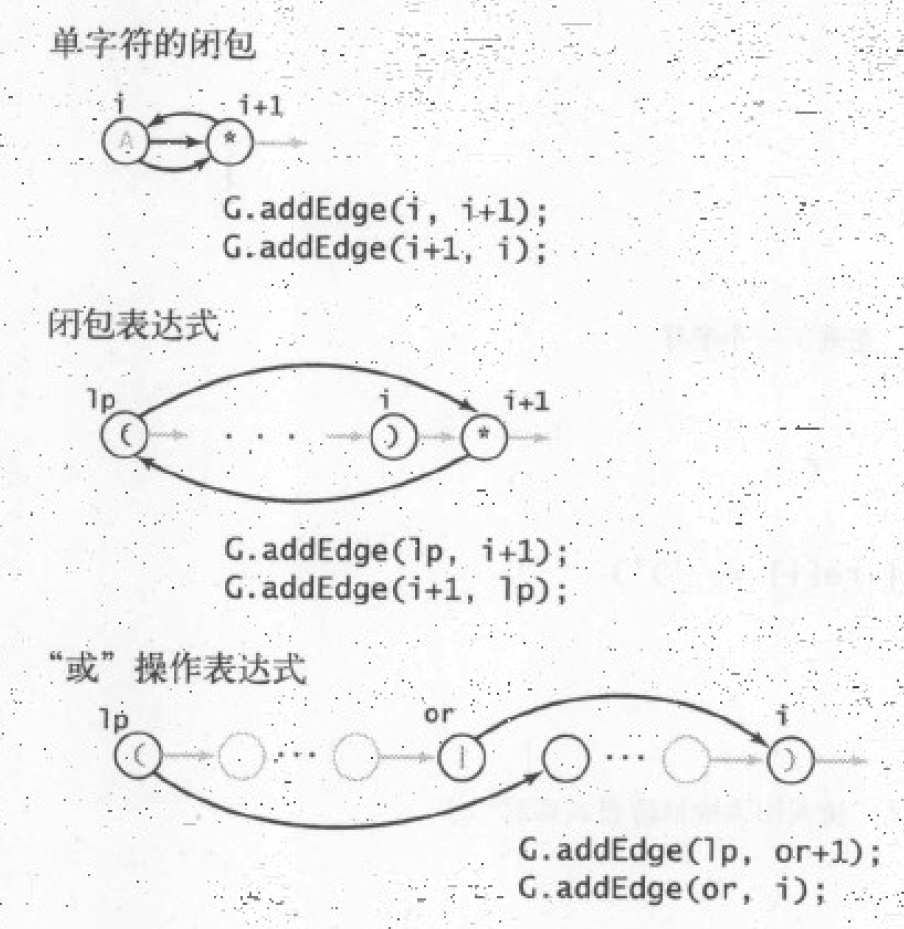 单字符的闭包
i i+1
A *
G.addEdge(i, i+1);
G.addEdge(i+1, i);
闭包表达式
lp i i+1
( ... ) *
G.addEdge(lp, i+1);
G.addEdge(i+1, lp);
“或”操作表达式
lp or i
( ... | ... )
G.addEdge(lp, or+1);
G.addEdge(or, i);